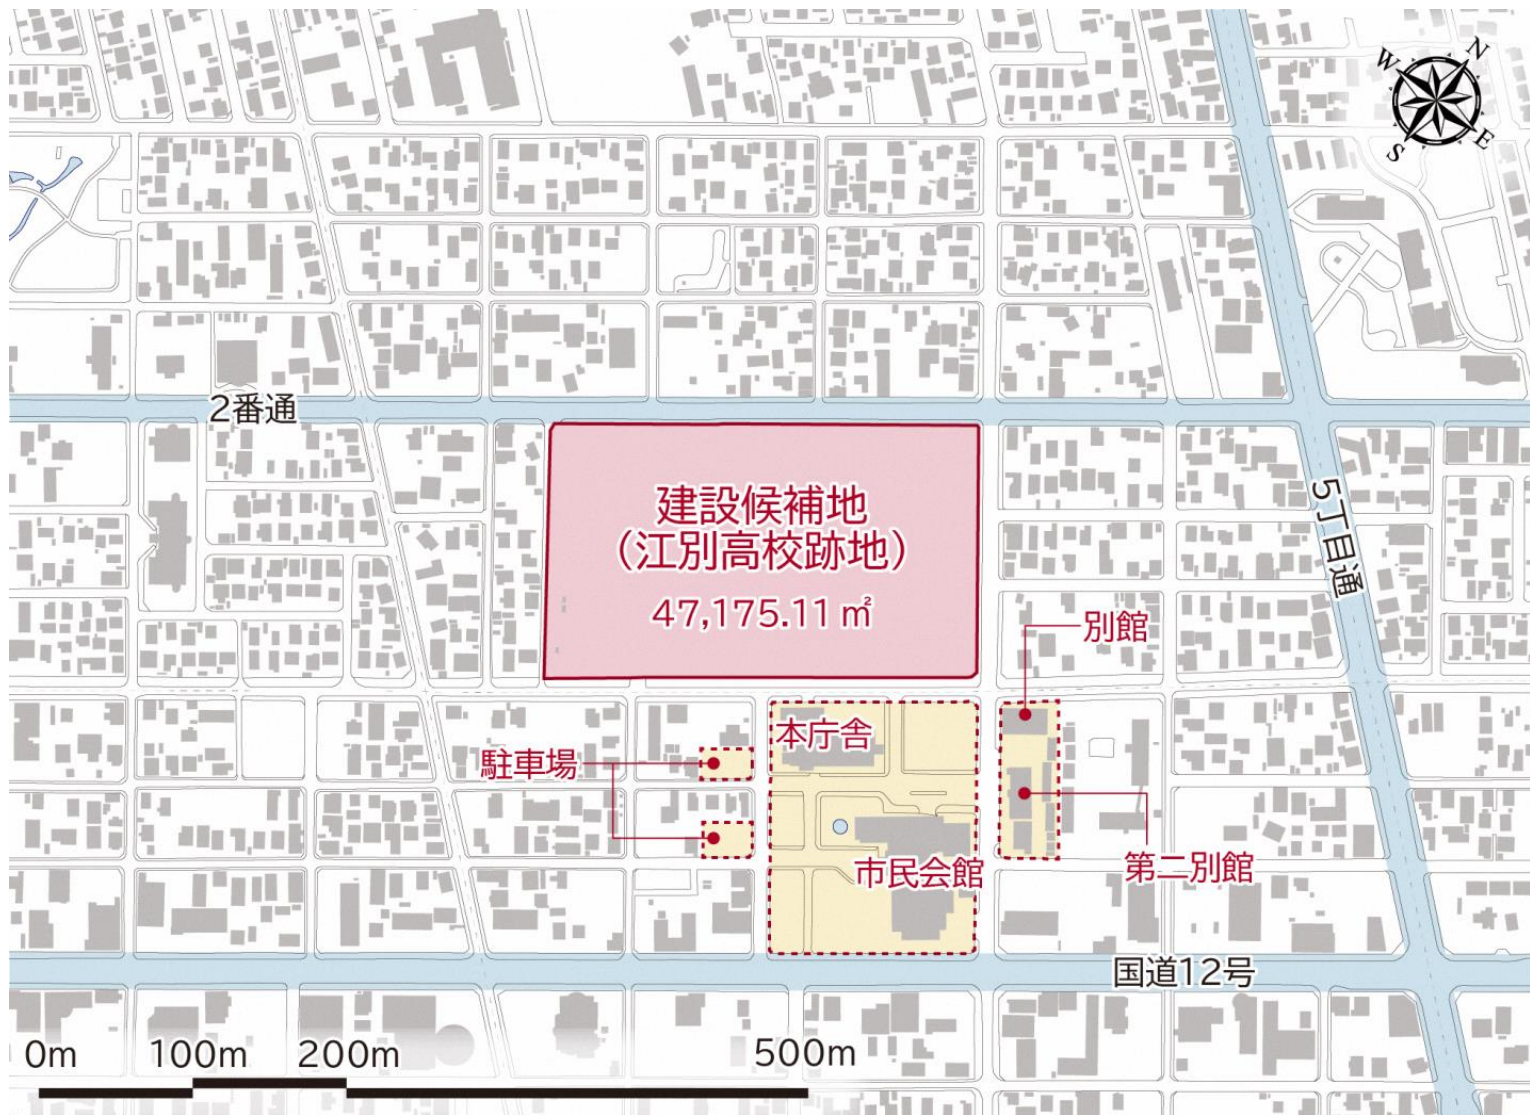 N
W
E
S
2番通
建設候補地
（江別高校跡地）
47,175.11㎡
5丁目通
別館
本庁舎
駐車場
市民会館
第二別館
国道12号
0m
100m
200m
500m